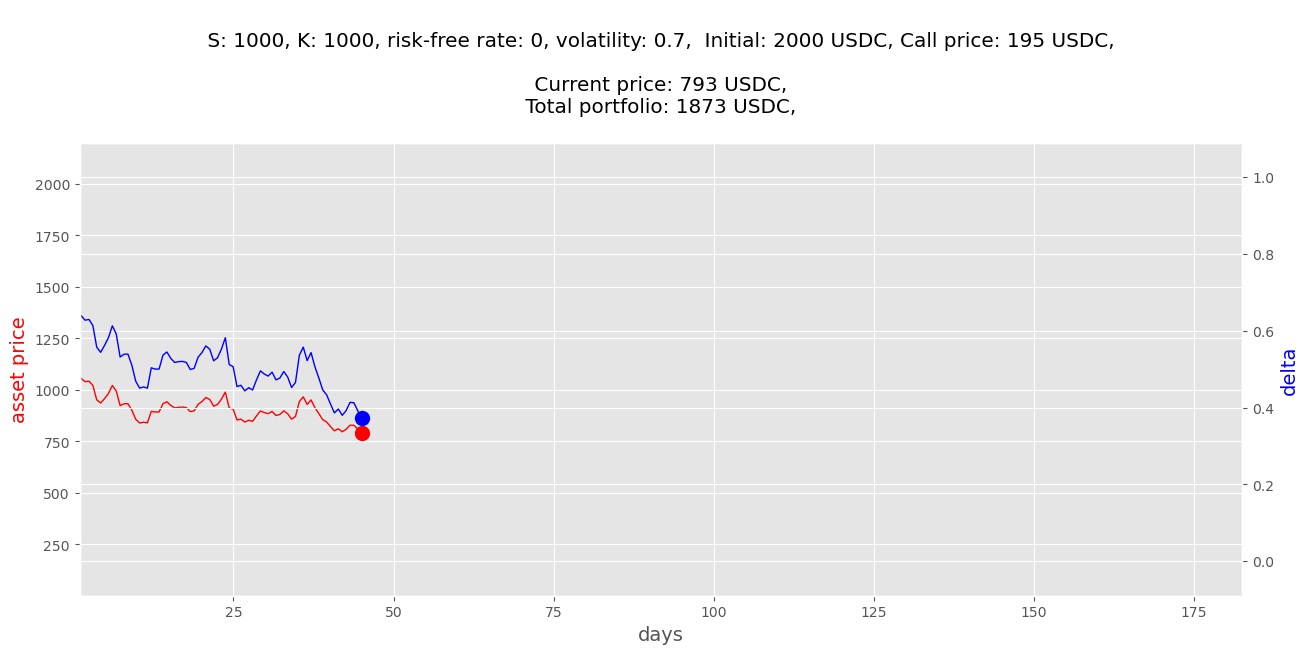 S: 1000, K: 1000, risk-free rate: 0, volatility: 0.7,  Initial: 2000 USDC, Call price: 195 USDC,
Current price: 793 USDC,
Total portfolio: 1873 USDC,
2000
1750
1500
1250
1000
750
500
250
asset price
1.0
0.8
0.6
0.4
0.2
0.0
delta
25 50 75 100 125 150 175
days